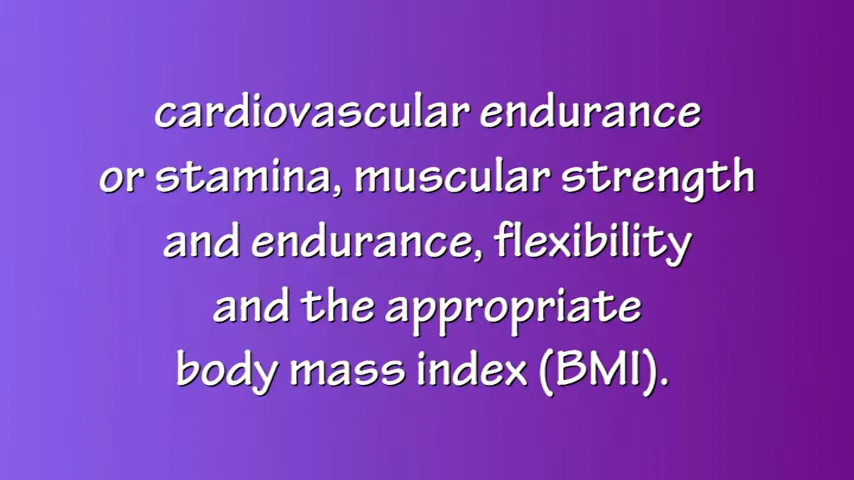 cardiovascular endurance
or stamina, muscular strength
and endurance, flexibility
and the appropriate
body mass index (BMI).